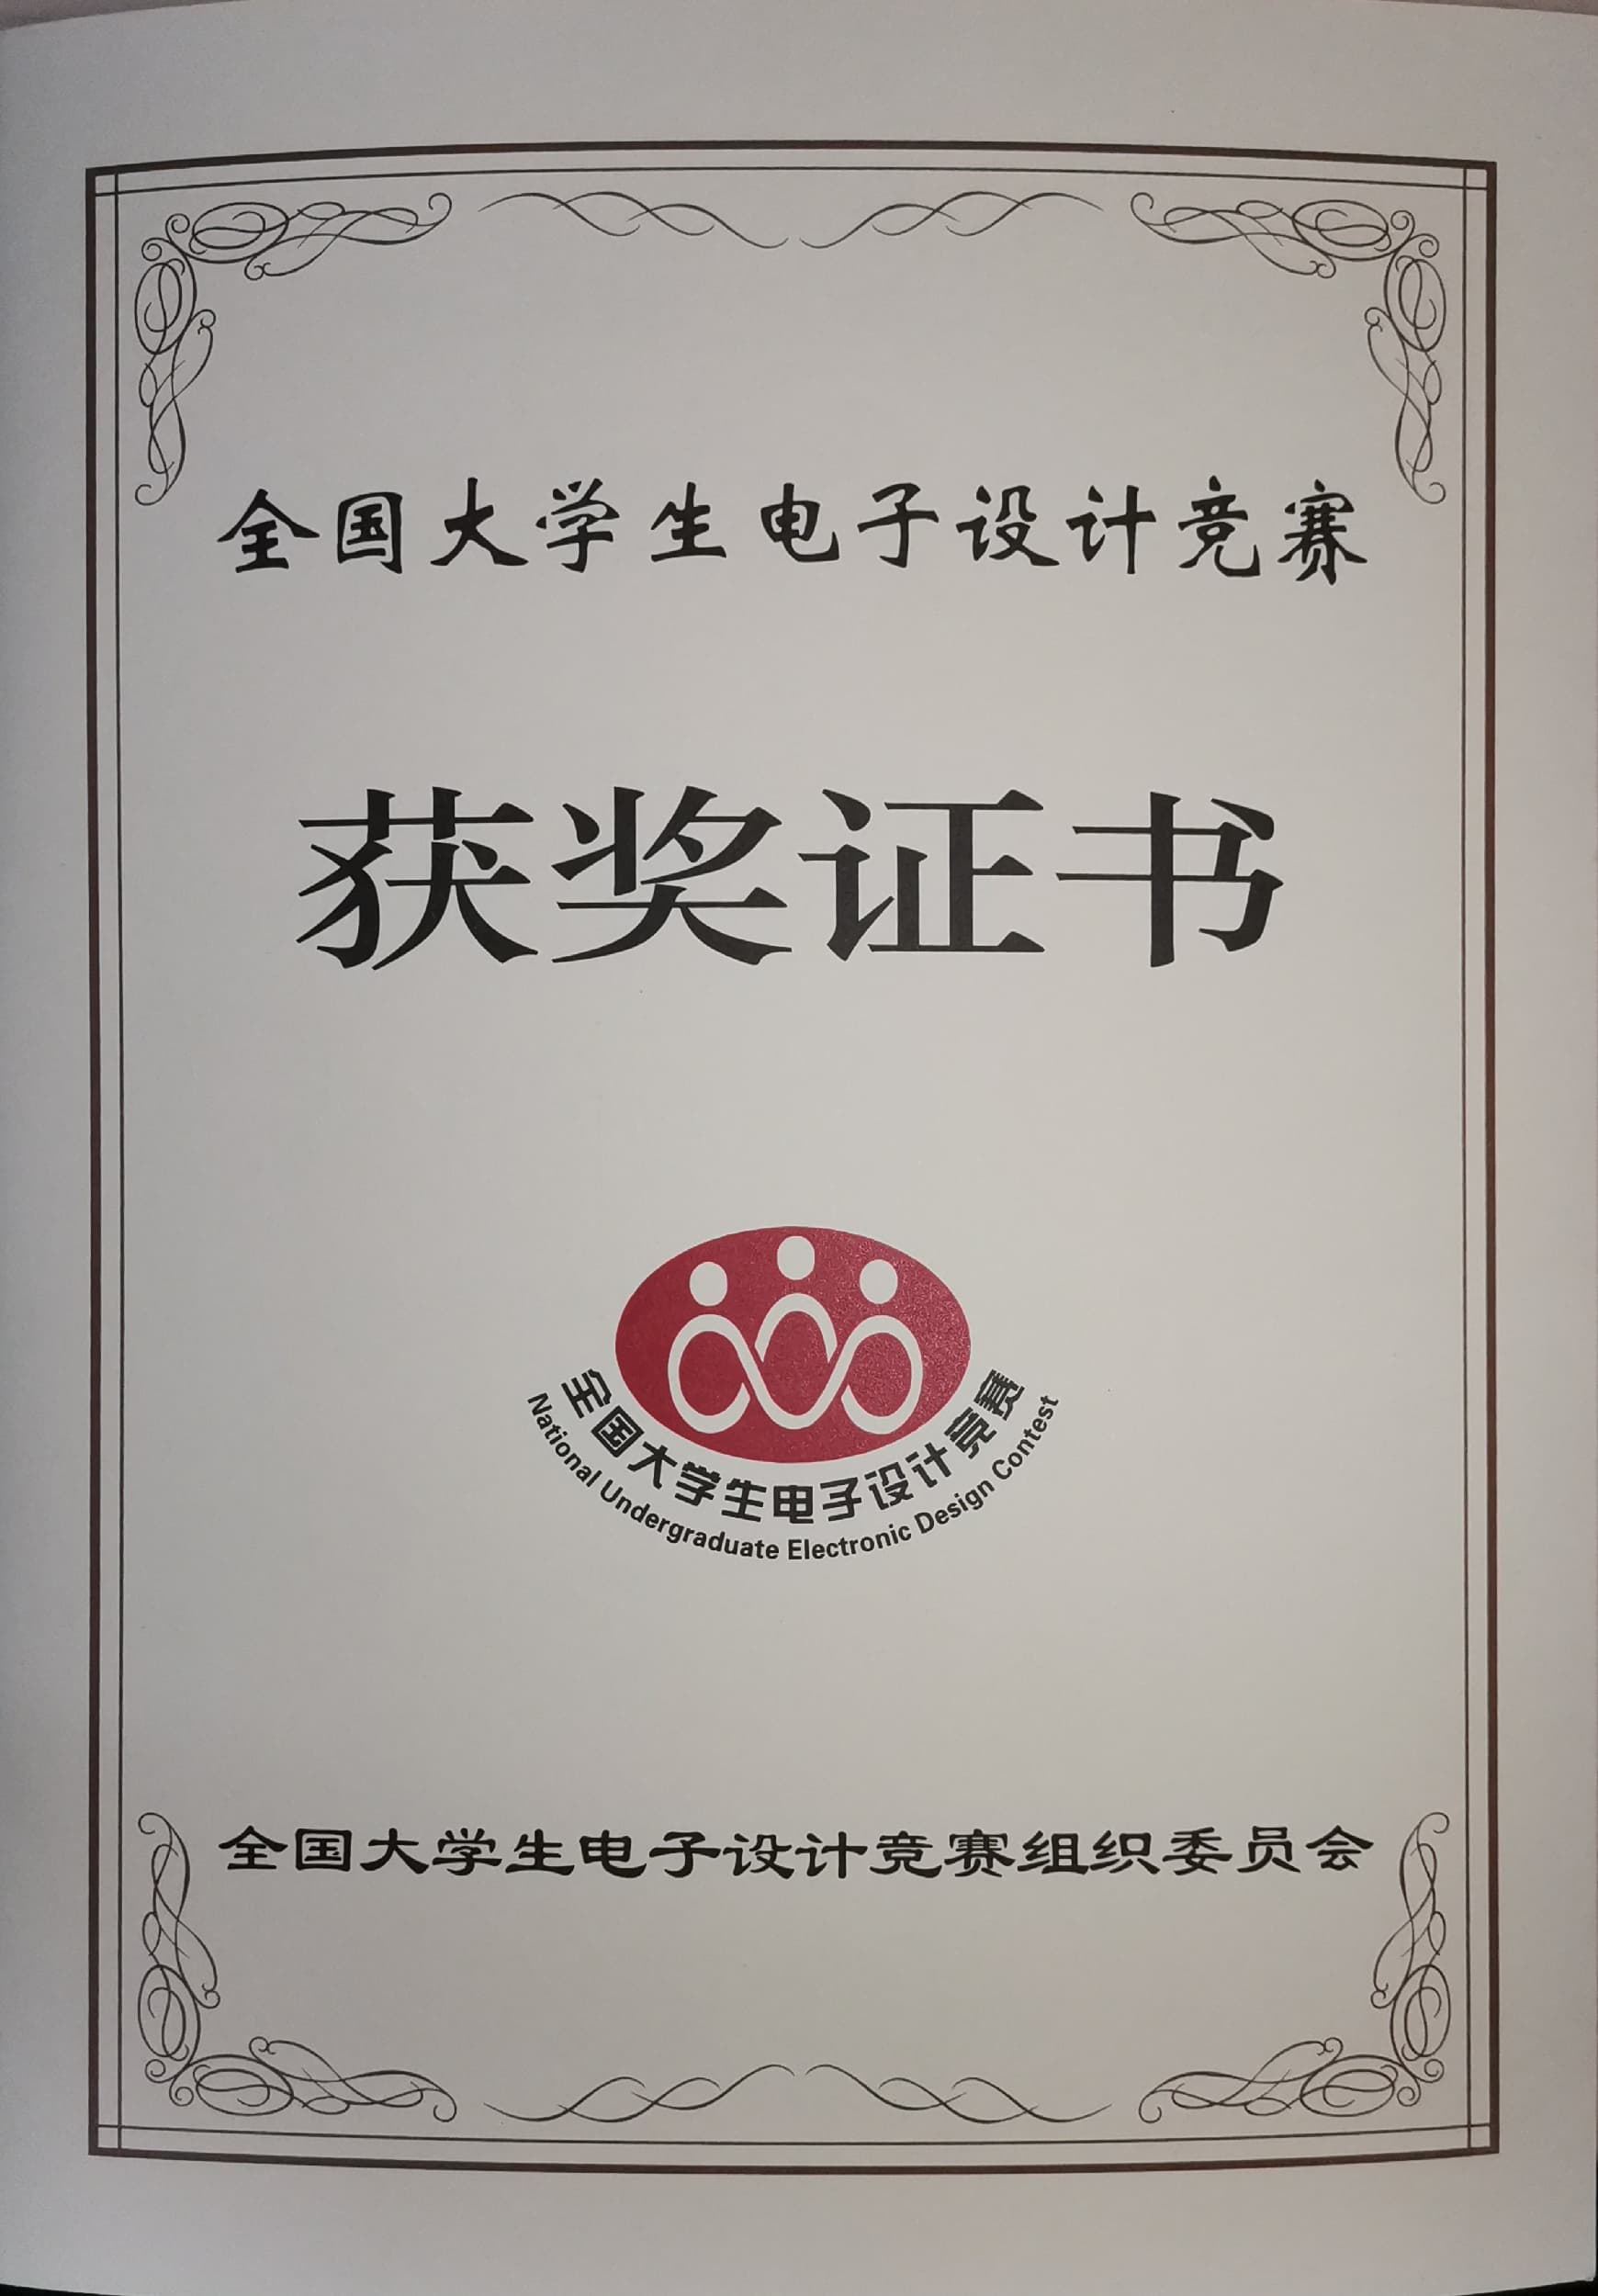 全国大学生电子设计竞赛
获奖证书
全国大学生电子设计竞赛
National Undergraduate Electronic Design Contest
全国大学生电子设计竞赛组织委员会